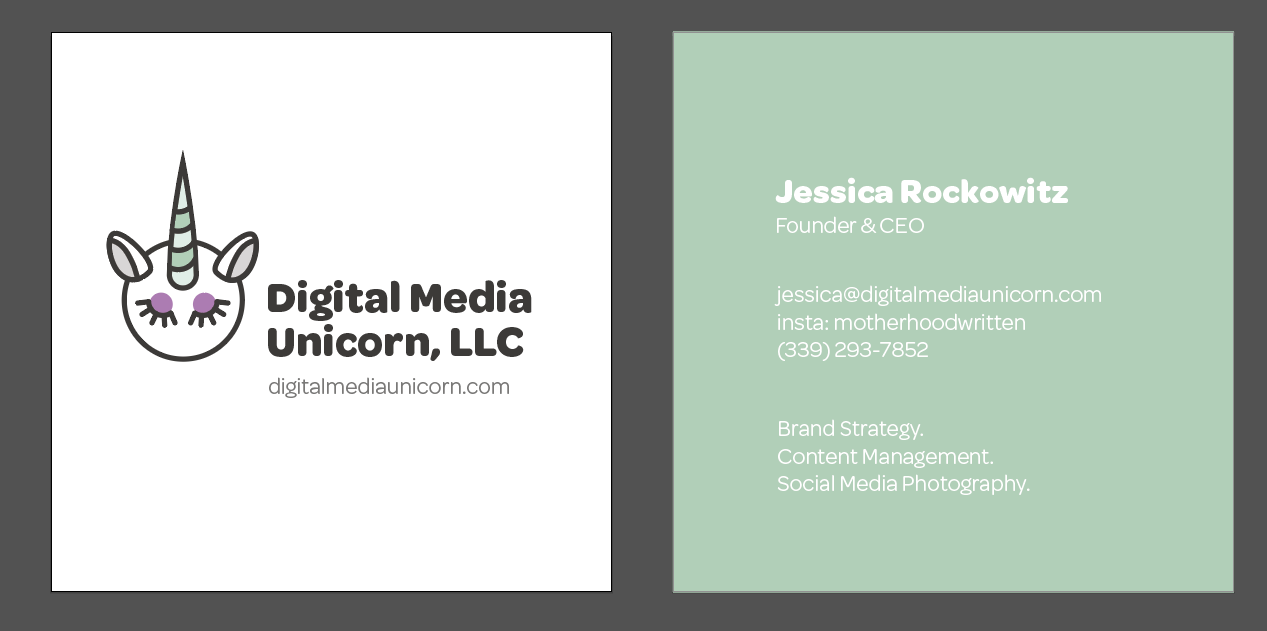 Digital Media
Unicorn, LLC
digitalmediaunicorn.com
Jessica Rockowitz
Founder & CEO
jessica@digitalmediaunicorn.com
insta: motherhoodwritten
(339) 293-7852
Brand Strategy.
Content Management.
Social Media Photography.